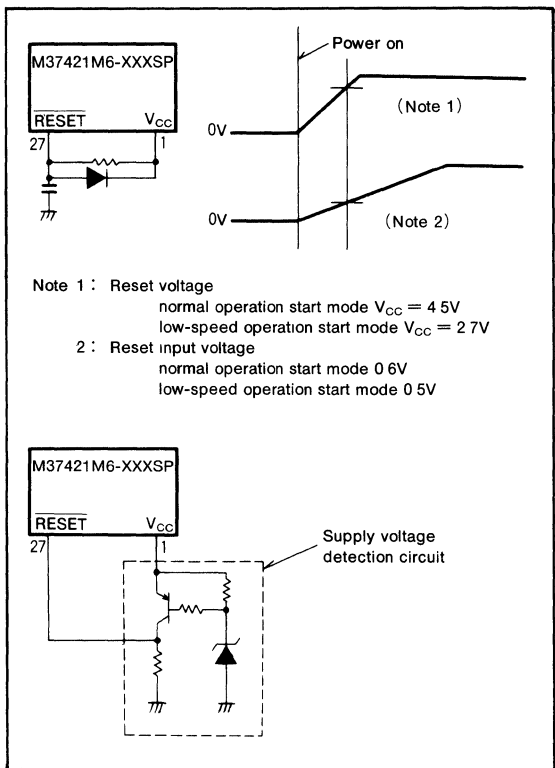 M37421M6-XXXSP
RESET VCC
27 1
Power on
0V
(Note 1)
0V
(Note 2)
Note 1 : Reset voltage
normal operation start mode VCC = 4 5V
low-speed operation start mode VCC = 2 7V
2 : Reset input voltage
normal operation start mode 0 6V
low-speed operation start mode 0 5V
M37421M6-XXXSP
RESET VCC
27 1
Supply voltage
detection circuit